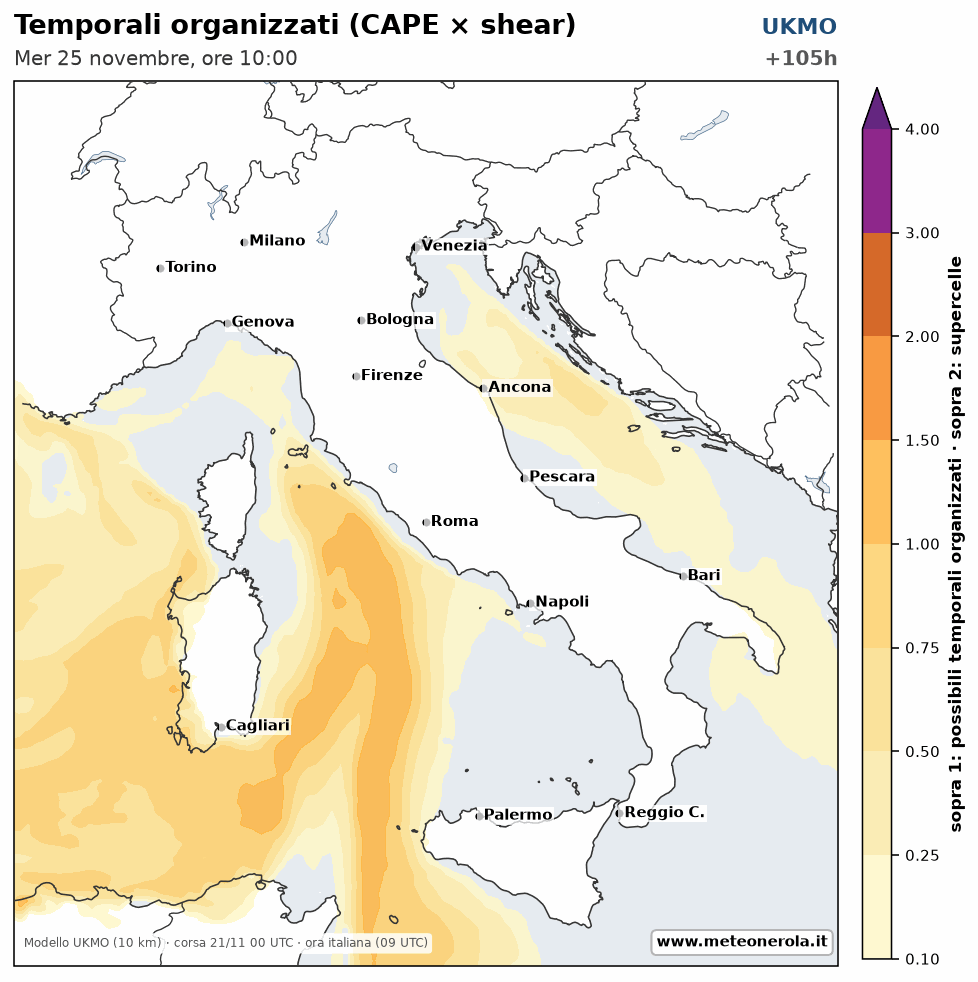 Temporali organizzati (CAPE × shear)
UKMO
Mer 25 novembre, ore 10:00
+105h
Milano
Venezia
Torino
Genova
Bologna
Firenze
Ancona
Pescara
Roma
Bari
Napoli
Cagliari
Palermo
Reggio C.
4.00
3.00
2.00
1.50
1.00
0.75
0.50
0.25
0.10
sopra 1: possibili temporali organizzati · sopra 2: supercelle
Modello UKMO (10 km) · corsa 21/11 00 UTC · ora italiana (09 UTC)
www.meteonerola.it